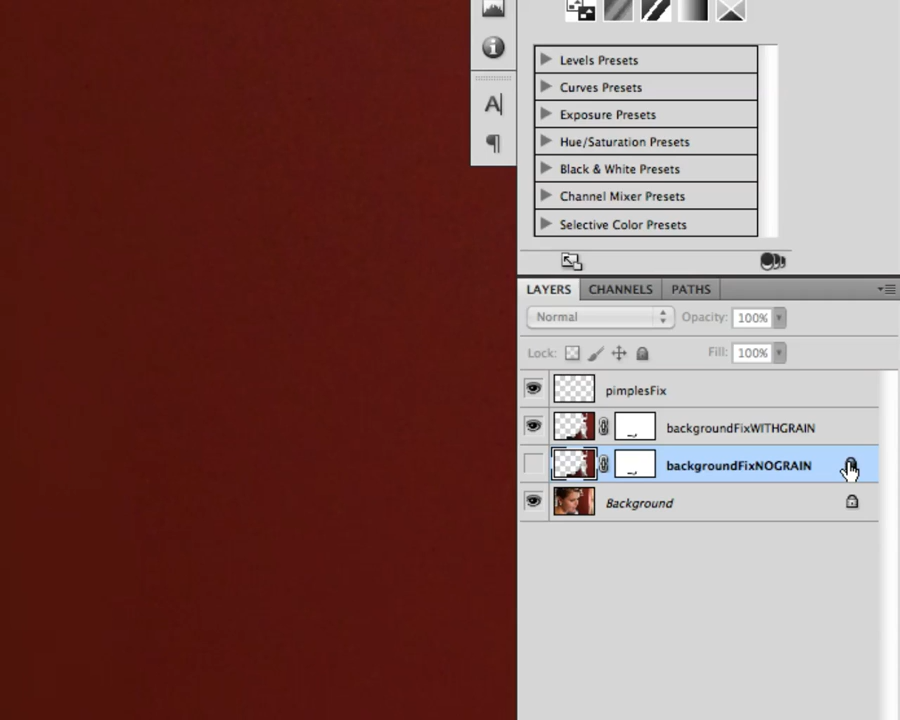 A|
¶
Levels Presets
Curves Presets
Exposure Presets
Hue/Saturation Presets
Black & White Presets
Channel Mixer Presets
Selective Color Presets
LAYERS CHANNELS PATHS
Normal Opacity: 100%
Lock: Fill: 100%
pimplesFix
backgroundFixWITHGRAIN
backgroundFixNOGRAIN
Background